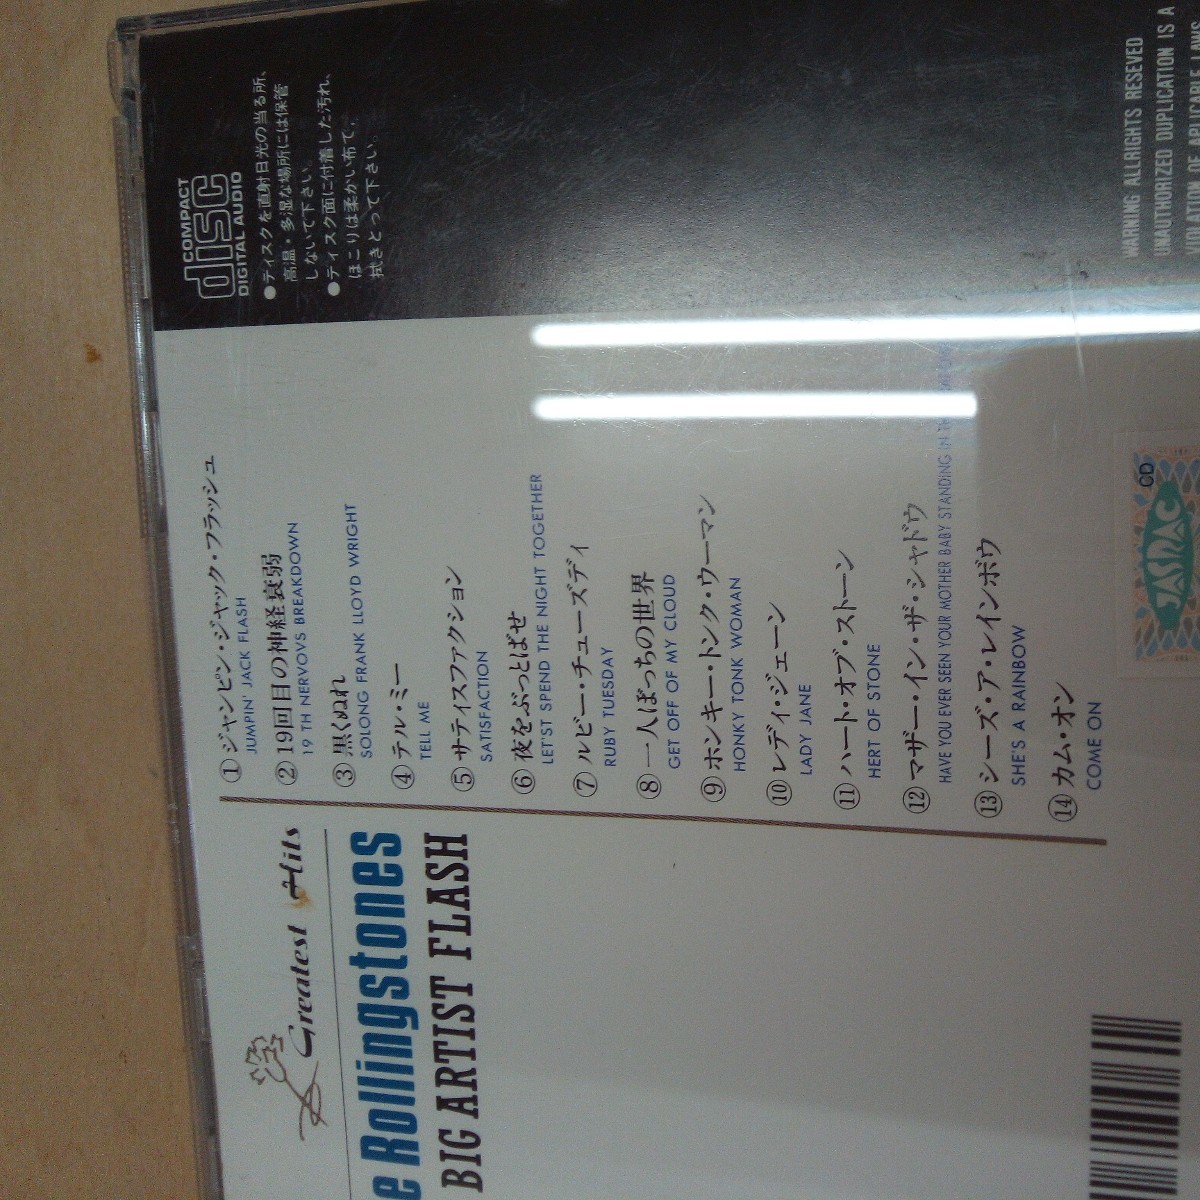 COMPACT
disc
DIGITAL AUDIO
●ディスクを直射日光の当る所、
高温・多湿な場所には保管
しないで下さい。
●ディスク面に付着した汚れ、
ほこりは柔かい布で、
拭きとって下さい。
WARNING ALLRIGHTS RESEVED
UNAUTHORIZED DUPLICATION IS A
OF APPLICABLE LAWS
Greatest Hits
e Rollingstones
BIG ARTIST FLASH
①ジャンピン・ジャック・フラッシュ
JUMPIN' JACK FLASH
②19回目の神経衰弱
19 TH NERVOVS BREAKDOWN
③黒くぬれ
SOLONG FRANK LLOYD WRIGHT
④テル・ミー
TELL ME
⑤サティスファクション
SATISFACTION
⑥夜をぶっとばせ
LET'ST SPEND THE NIGHT TOGETHER
⑦ルビー・チューズディ
RUBY TUESDAY
⑧一人ぼっちの世界
GET OFF OF MY CLOUD
⑨ホンキー・トンク・ウーマン
HONKY TONK WOMAN
⑩レディ・ジェーン
LADY JANE
⑪ハート・オブ・ストーン
HERT OF STONE
⑫マザー・イン・ザ・シャドウ
HAVE YOU EVER SEEN YOUR MOTHER BABY STANDING IN
⑬シーズ・ア・レインボウ
SHE'S A RAINBOW
⑭カム・オン
COME ON
CD
JASRAC